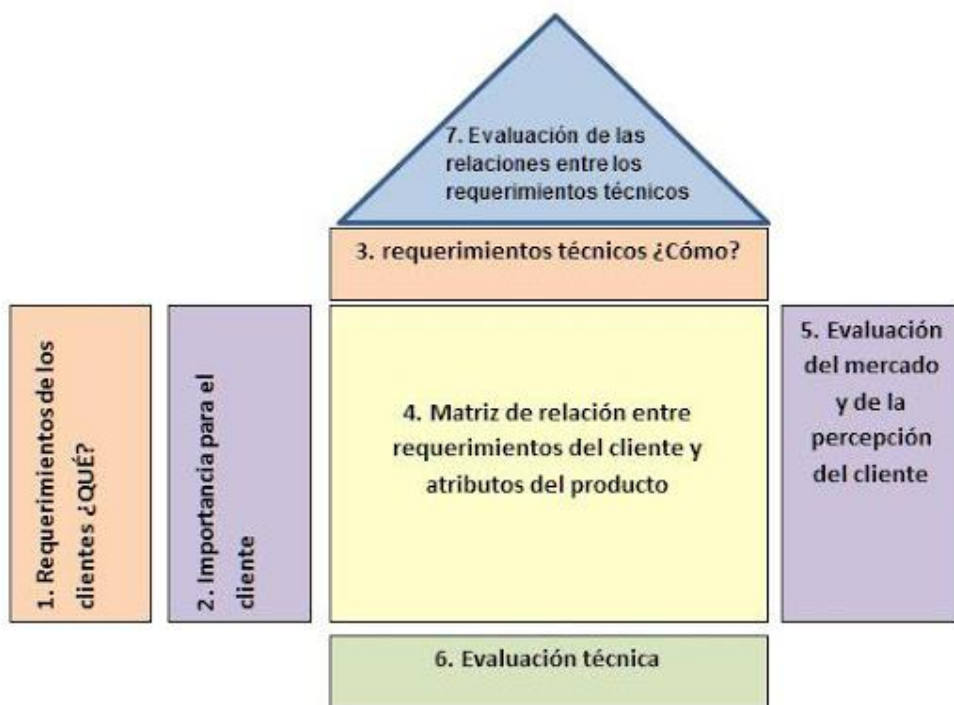 7. Evaluación de las
relaciones entre los
requerimientos técnicos
3. requerimientos técnicos ¿Cómo?
1. Requerimientos de los
clientes ¿QUÉ?
2. Importancia para el
cliente
4. Matriz de relación entre
requerimientos del cliente y
atributos del producto
5. Evaluación
del mercado
y de la
percepción
del cliente
6. Evaluación técnica